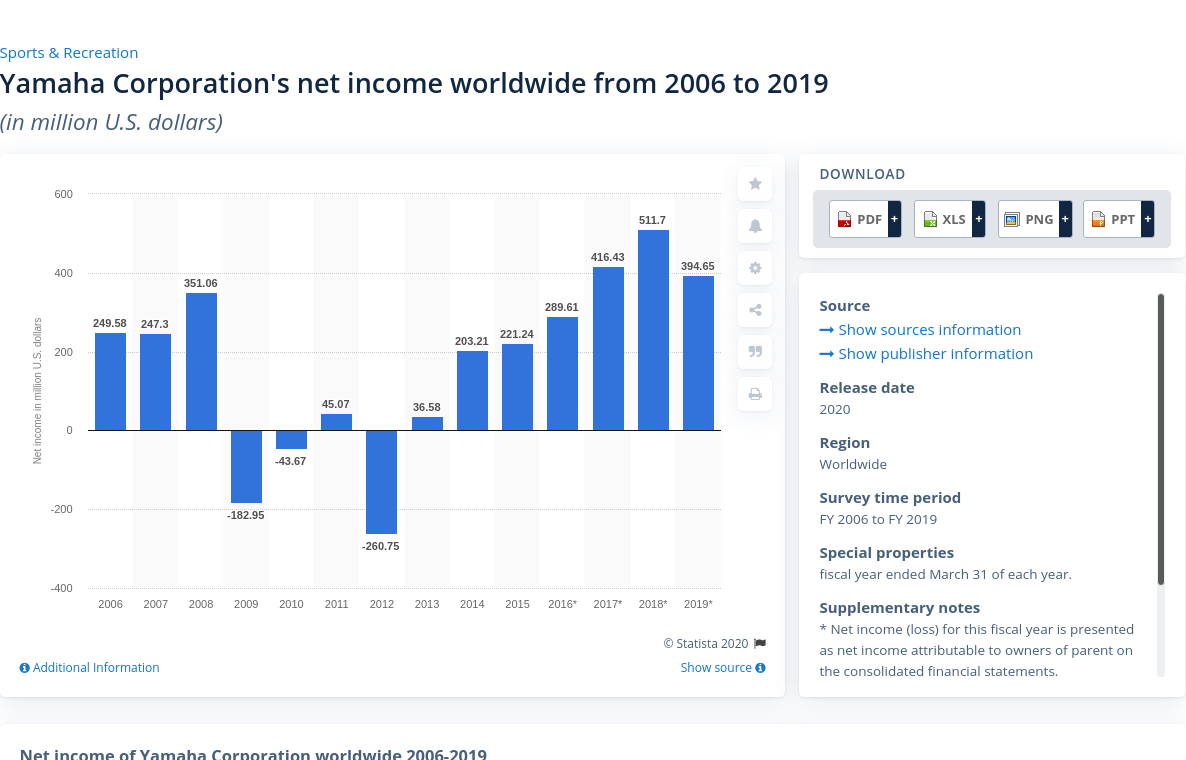 Sports & Recreation
Yamaha Corporation's net income worldwide from 2006 to 2019
(in million U.S. dollars)
Net income in million U.S. dollars
600
400
200
0
-200
-400
249.58
247.3
351.06
-182.95
-43.67
45.07
-260.75
36.58
203.21
221.24
289.61
416.43
511.7
394.65
2006 2007 2008 2009 2010 2011 2012 2013 2014 2015 2016* 2017* 2018* 2019*
© Statista 2020
Additional Information
Show source
DOWNLOAD
PDF + XLS + PNG + PPT +
Source
Show sources information
Show publisher information
Release date
2020
Region
Worldwide
Survey time period
FY 2006 to FY 2019
Special properties
fiscal year ended March 31 of each year.
Supplementary notes
* Net income (loss) for this fiscal year is presented
as net income attributable to owners of parent on
the consolidated financial statements.
Net income of Yamaha Corporation worldwide 2006-2019